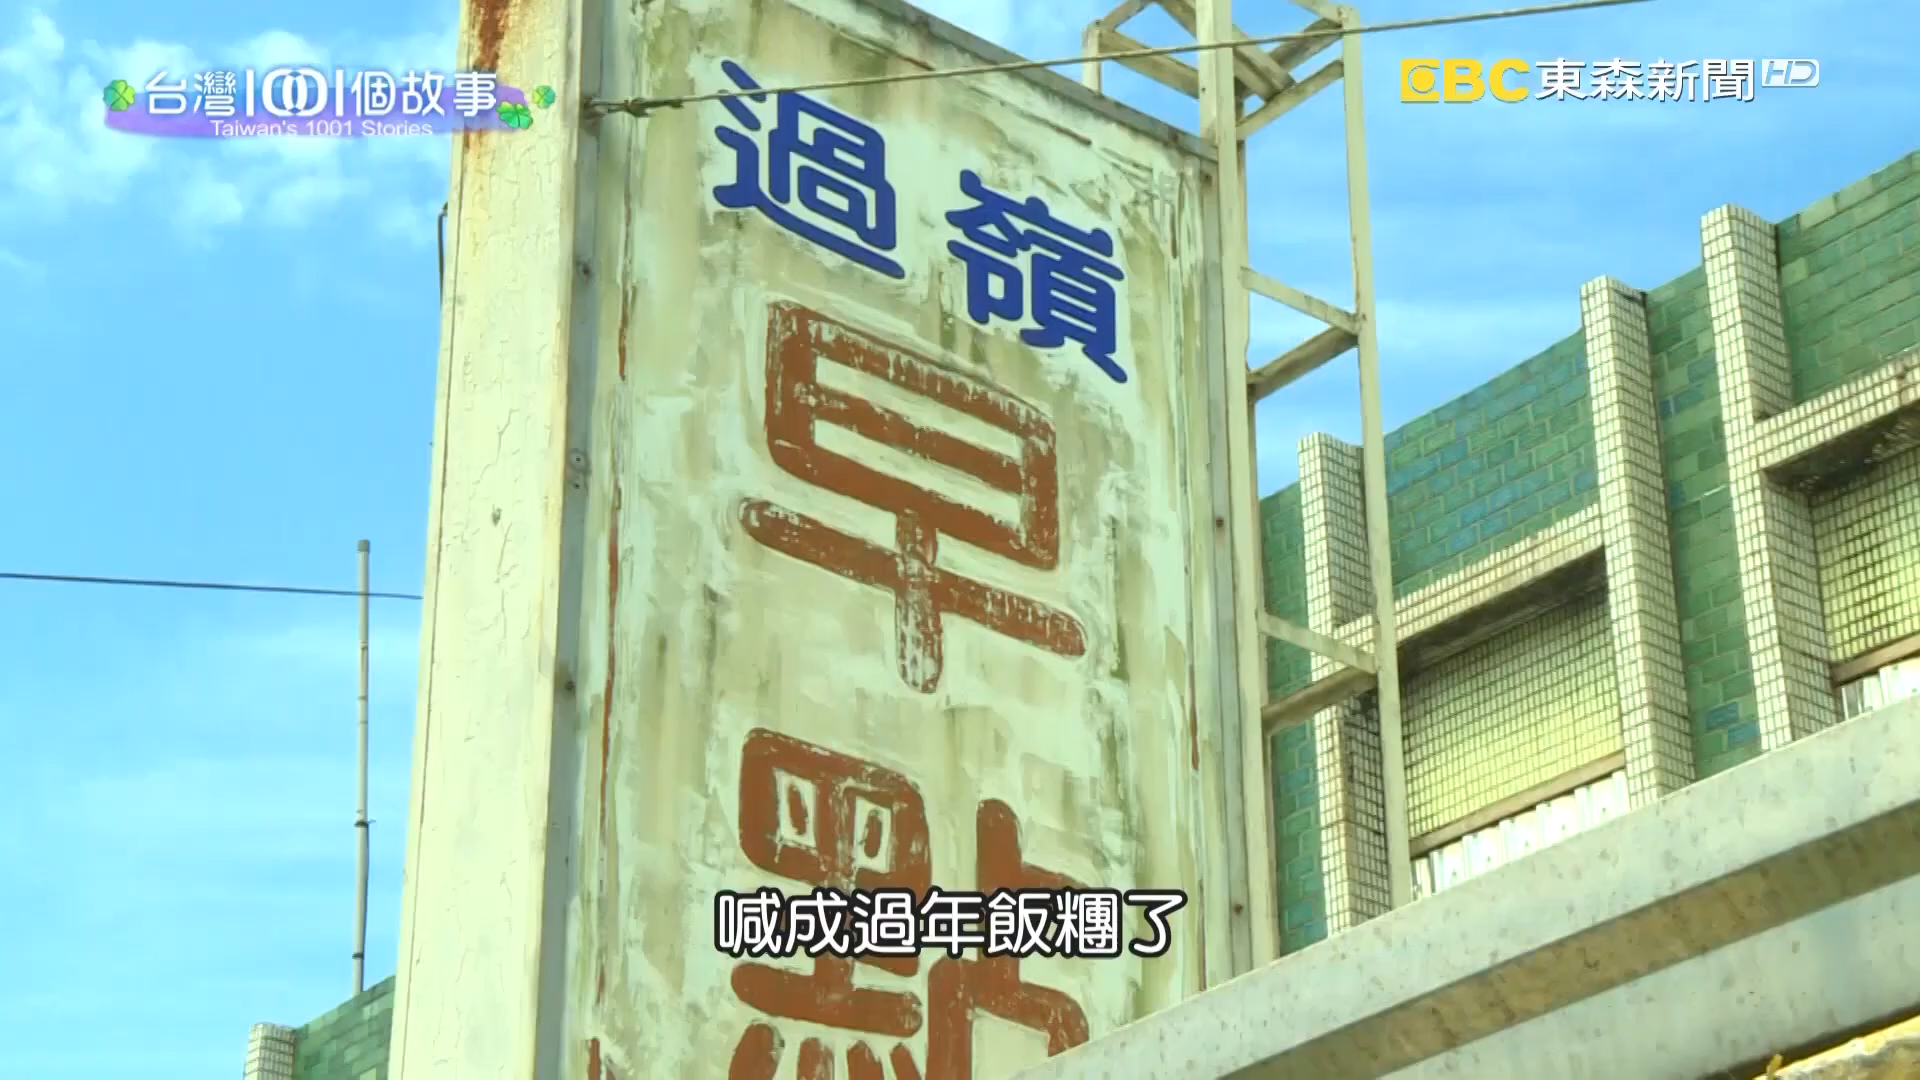 台灣1001個故事
Taiwan's 1001 Stories
EBC東森新聞HD
過嶺
早
點
喊成過年飯糰了